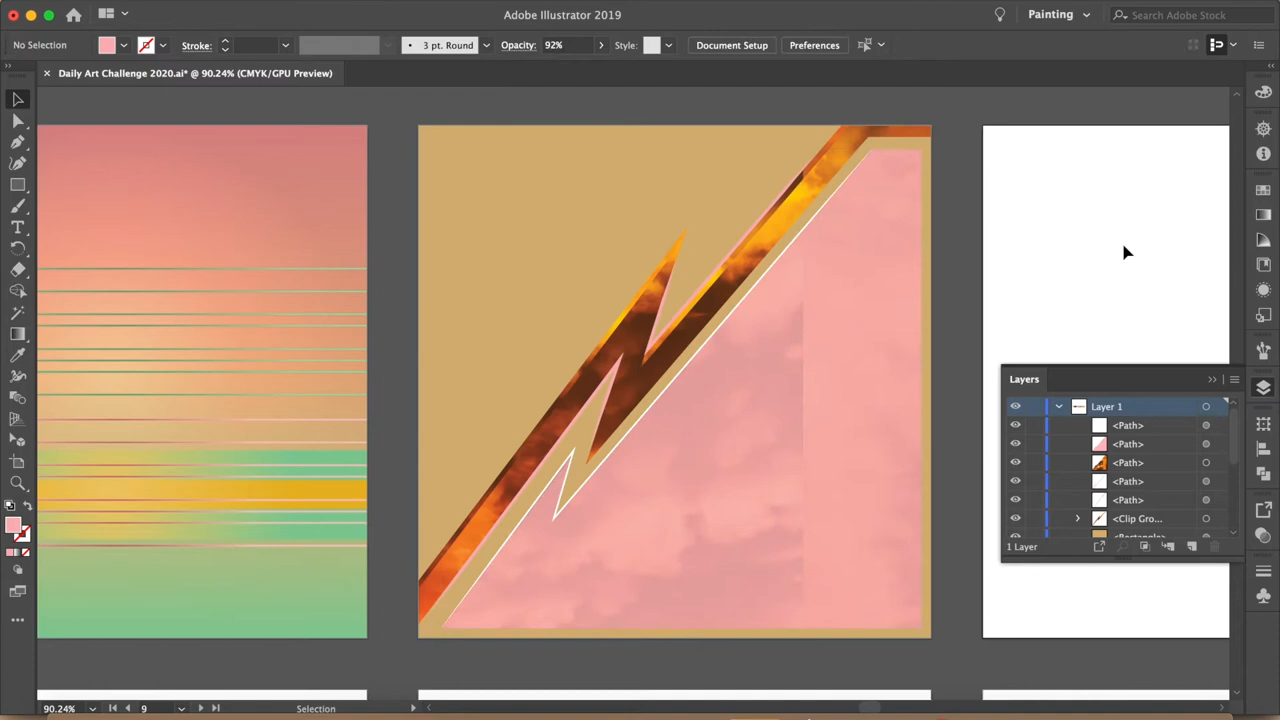 Adobe Illustrator 2019
Painting
Search Adobe Stock
No Selection
Stroke:
3 pt. Round
Opacity:
92%
Style:
Document Setup
Preferences
Daily Art Challenge 2020.ai* @ 90.24% (CMYK/GPU Preview)
Layers
Layer 1
<Path>
<Path>
<Path>
<Path>
<Path>
<Clip Gro...
<Rectangle>
1 Layer
90.24%
9
Selection